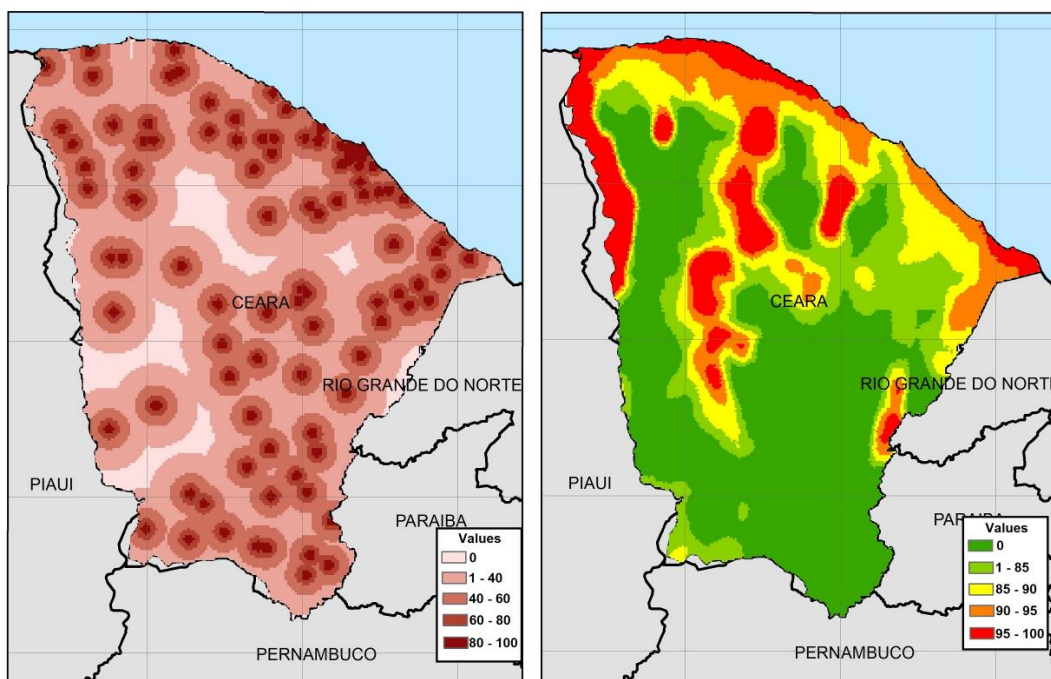 CEARA
RIO GRANDE DO NORTE
PIAUI
PARAIBA
PERNAMBUCO
Values
0
1 - 40
40 - 60
60 - 80
80 - 100
CEARA
RIO GRANDE DO NORTE
PIAUI
PARAIBA
PERNAMBUCO
Values
0
1 - 85
85 - 90
90 - 95
95 - 100